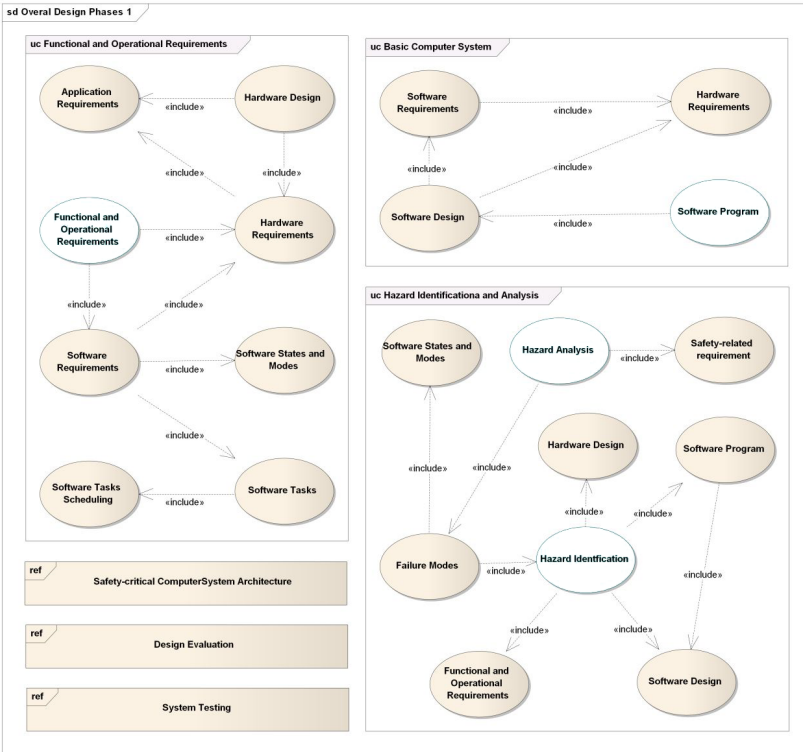 sd Overal Design Phases 1
uc Functional and Operational Requirements
Application
Requirements
«include»
Hardware Design
«include»
«include»
Functional and
Operational
Requirements
«include»
Hardware
Requirements
«include»
«include»
Software
Requirements
«include»
Software States and
Modes
«include»
Software Tasks
Scheduling
«include»
Software Tasks
ref
Safety-critical ComputerSystem Architecture
ref
Design Evaluation
ref
System Testing
uc Basic Computer System
Software
Requirements
«include»
Hardware
Requirements
«include»
«include»
Software Design
«include»
Software Program
uc Hazard Identificationa and Analysis
Software States and
Modes
Hazard Analysis
«include»
Safety-related
requirement
Hardware Design
Software Program
«include»
«include»
«include»
«include»
Failure Modes
«include»
Hazard Identfication
«include»
«include»
«include»
Functional and
Operational
Requirements
Software Design